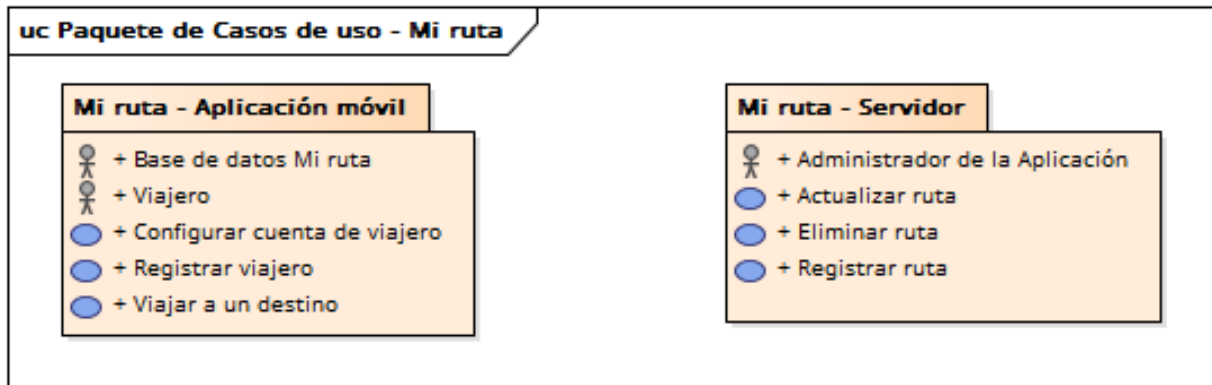 uc Paquete de Casos de uso - Mi ruta
Mi ruta - Aplicación móvil
+ Base de datos Mi ruta
+ Viajero
+ Configurar cuenta de viajero
+ Registrar viajero
+ Viajar a un destino
Mi ruta - Servidor
+ Administrador de la Aplicación
+ Actualizar ruta
+ Eliminar ruta
+ Registrar ruta